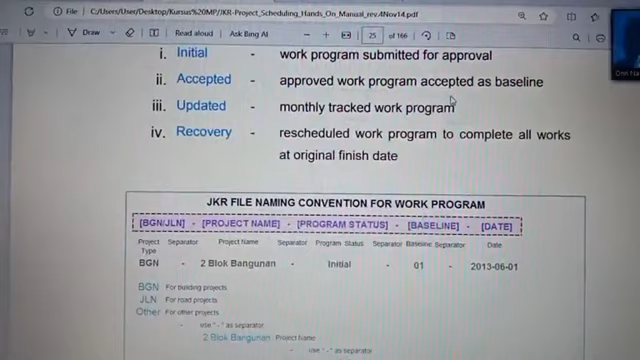 File C:/Users/User/Desktop/Kursus%20MP/JKR-Project_Scheduling_Hands_On_Manual_rev.4Nov14.pdf
Draw Read aloud Ask Bing AI 25 of 166
i. Initial - work program submitted for approval
ii. Accepted - approved work program accepted as baseline
iii. Updated - monthly tracked work program
iv. Recovery - rescheduled work program to complete all works
at original finish date
JKR FILE NAMING CONVENTION FOR WORK PROGRAM
[BGN/JLN] - [PROJECT NAME] - [PROGRAM STATUS] - [BASELINE] - [DATE]
Project Type Separator Project Name Separator Program Status Separator Baseline Separator Date
BGN - 2 Blok Bangunan - Initial - 01 - 2013-06-01
BGN For building projects
JLN For road projects
Other For other projects
- use "-" as separator
2 Blok Bangunan Project Name
- use "-" as separator